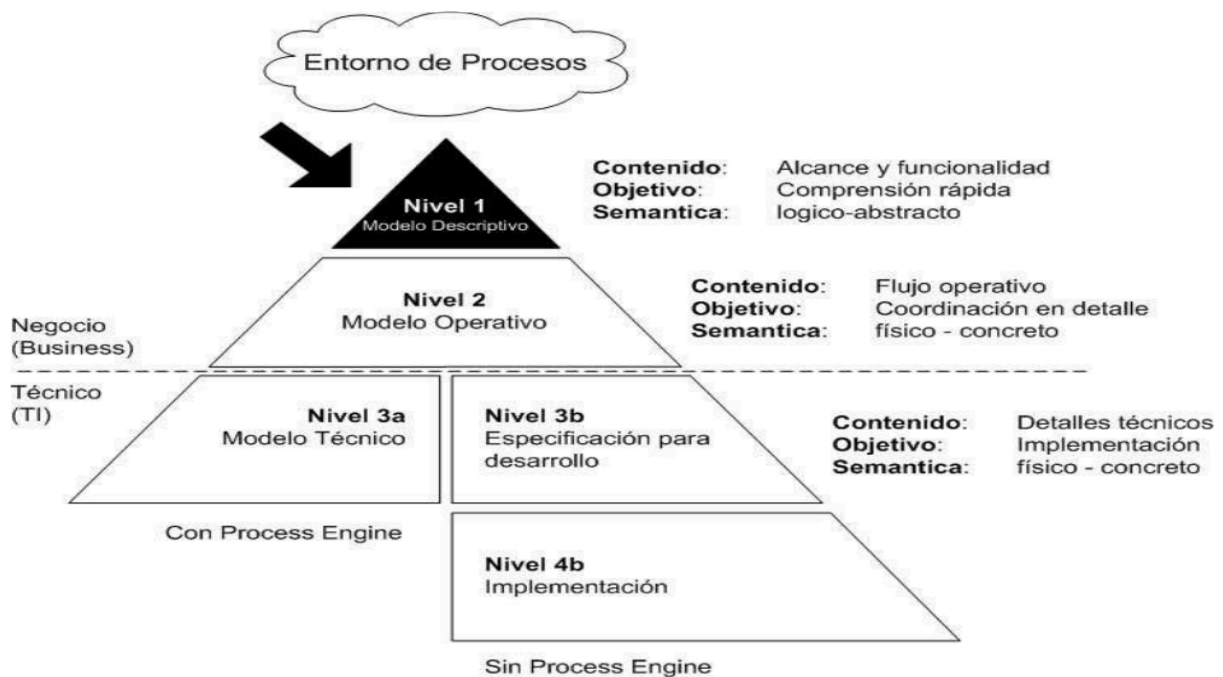 Entorno de Procesos
Nivel 1
Modelo Descriptivo
Contenido: Alcance y funcionalidad
Objetivo: Comprensión rápida
Semantica: logico-abstracto
Nivel 2
Modelo Operativo
Contenido: Flujo operativo
Objetivo: Coordinación en detalle
Semantica: físico - concreto
Negocio
(Business)
Técnico
(TI)
Nivel 3a
Modelo Técnico
Nivel 3b
Especificación para
desarrollo
Contenido: Detalles técnicos
Objetivo: Implementación
Semantica: físico - concreto
Con Process Engine
Nivel 4b
Implementación
Sin Process Engine